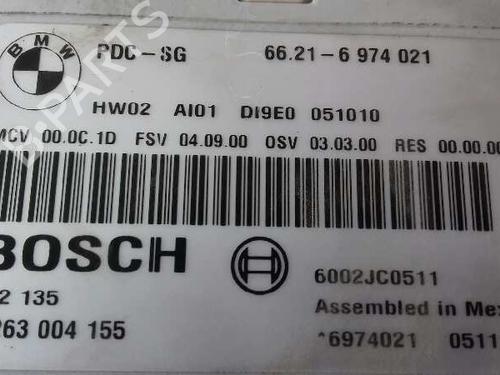 BMW PDC-SG 66.21-6 974 021
HW02 AI01 DI9E0 051010
MCV 00.0C.1D FSV 04.09.00 OSV 03.03.00 RES 00.00.00
BOSCH
2 135
263 004 155
6002JC0511
Assembled in Mex
*6974021 0511
B-PARTS